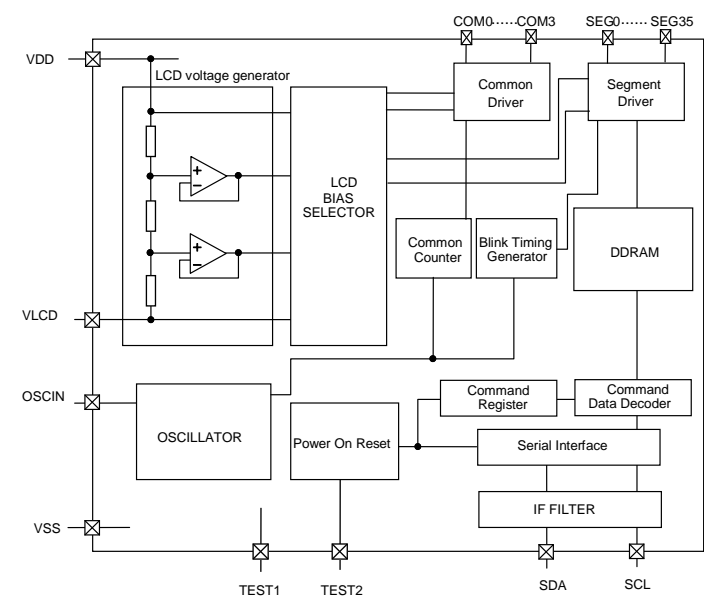 COM0……COM3 SEG0…… SEG35
VDD
LCD voltage generator
Common
Driver
Segment
Driver
+
−
LCD
BIAS
SELECTOR
+
−
Common
Counter
Blink Timing
Generator
DDRAM
VLCD
OSCIN
OSCILLATOR
Power On Reset
Command
Register
Command
Data Decoder
Serial Interface
IF FILTER
VSS
TEST1
TEST2
SDA
SCL